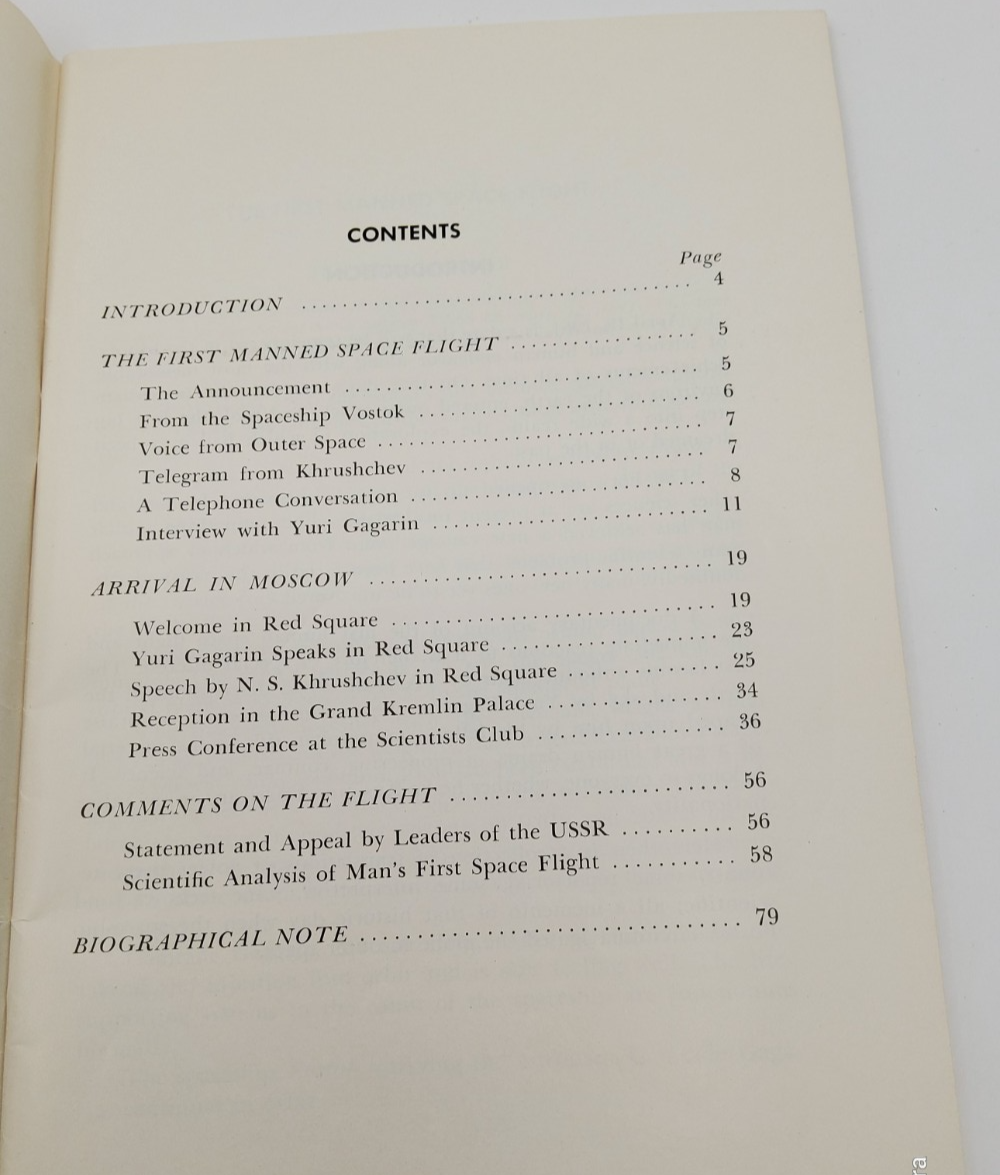 CONTENTS
Page
INTRODUCTION ........................................ 4
THE FIRST MANNED SPACE FLIGHT .................... 5
The Announcement .................................. 5
From the Spaceship Vostok ........................... 6
Voice from Outer Space ............................... 7
Telegram from Khrushchev ........................... 7
A Telephone Conversation ............................ 8
Interview with Yuri Gagarin .......................... 11
ARRIVAL IN MOSCOW ................................ 19
Welcome in Red Square .............................. 19
Yuri Gagarin Speaks in Red Square .................... 23
Speech by N. S. Khrushchev in Red Square ............ 25
Reception in the Grand Kremlin Palace ................ 34
Press Conference at the Scientists Club ................ 36
COMMENTS ON THE FLIGHT .......................... 56
Statement and Appeal by Leaders of the USSR .......... 56
Scientific Analysis of Man's First Space Flight ........... 58
BIOGRAPHICAL NOTE ................................. 79